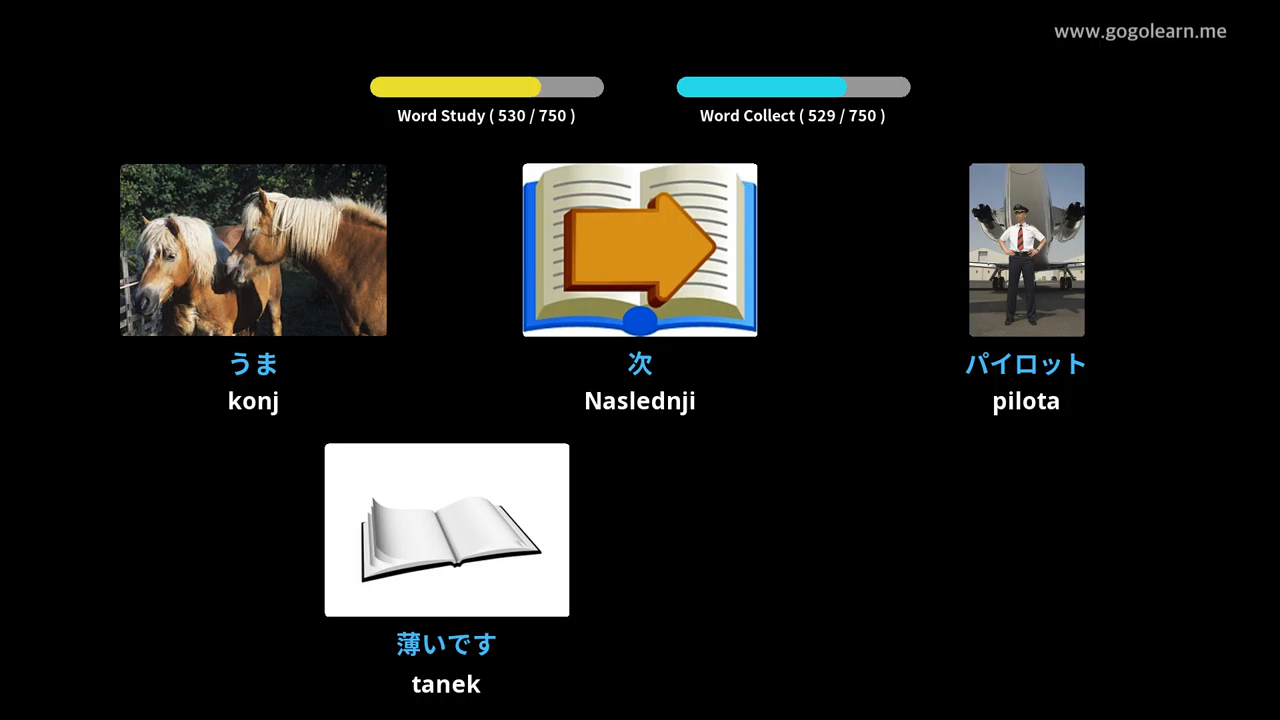 www.gogolearn.me
Word Study ( 530 / 750 )
Word Collect ( 529 / 750 )
うま
konj
次
Naslednji
パイロット
pilota
薄いです
tanek